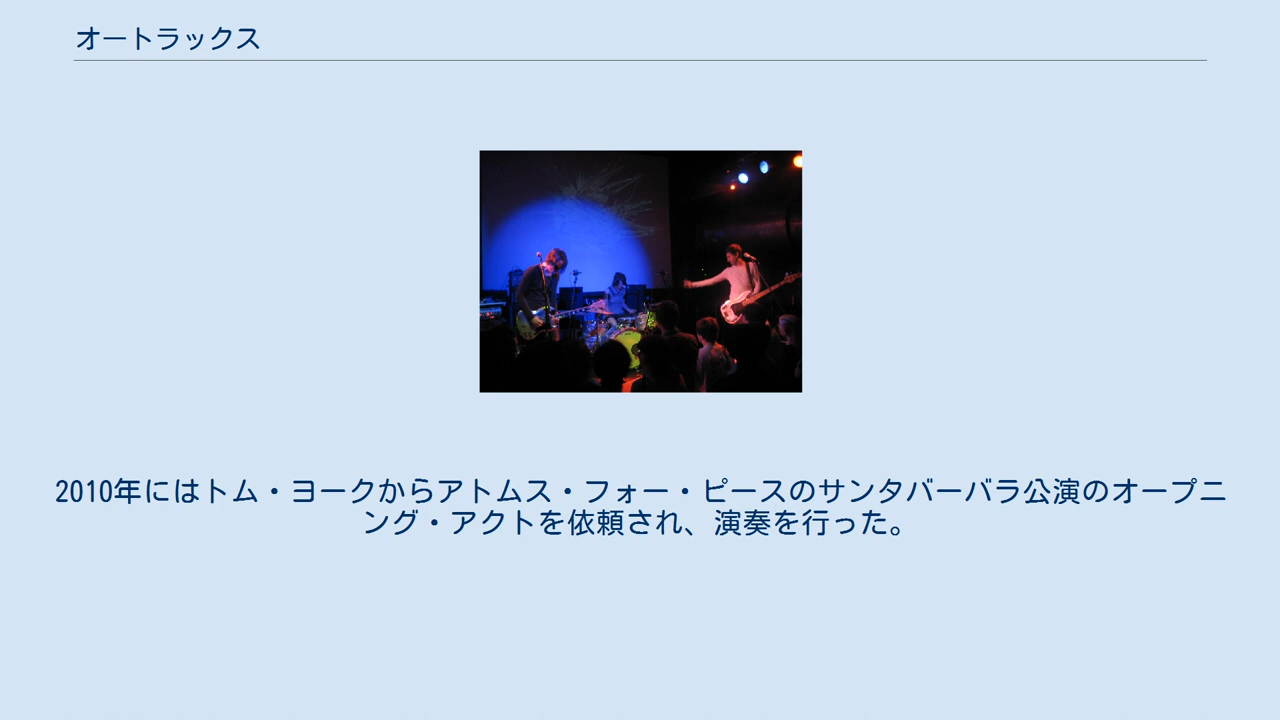 オートラックス
2010年にはトム・ヨークからアトムス・フォー・ピースのサンタバーバラ公演のオープニ
ング・アクトを依頼され、演奏を行った。